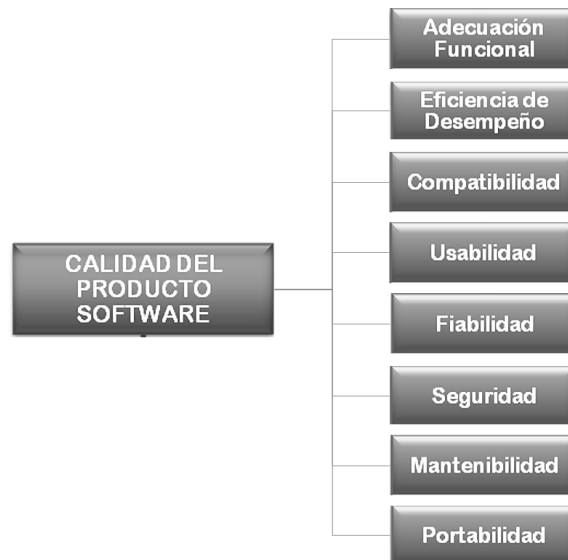 CALIDAD DEL
PRODUCTO
SOFTWARE
Adecuación
Funcional
Eficiencia de
Desempeño
Compatibilidad
Usabilidad
Fiabilidad
Seguridad
Mantenibilidad
Portabilidad